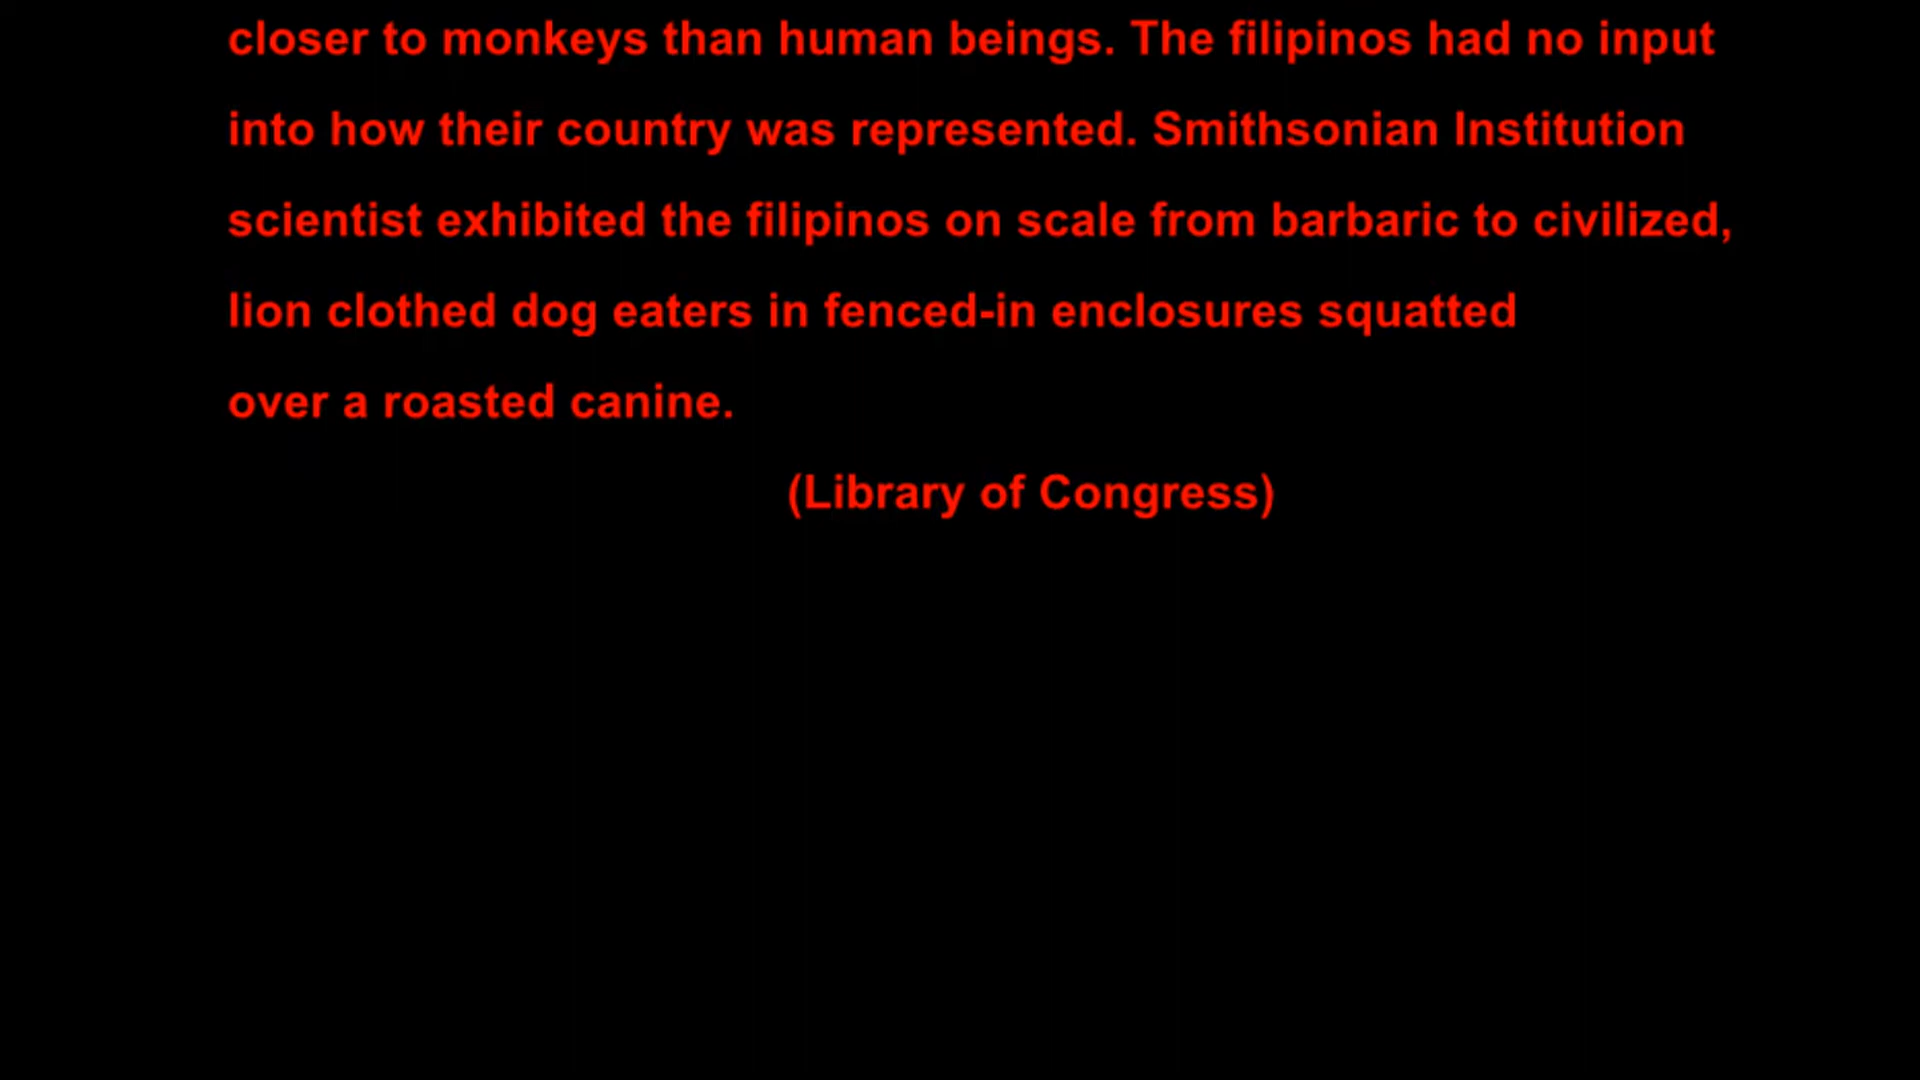 closer to monkeys than human beings. The filipinos had no input
into how their country was represented. Smithsonian Institution
scientist exhibited the filipinos on scale from barbaric to civilized,
lion clothed dog eaters in fenced-in enclosures squatted
over a roasted canine.
(Library of Congress)